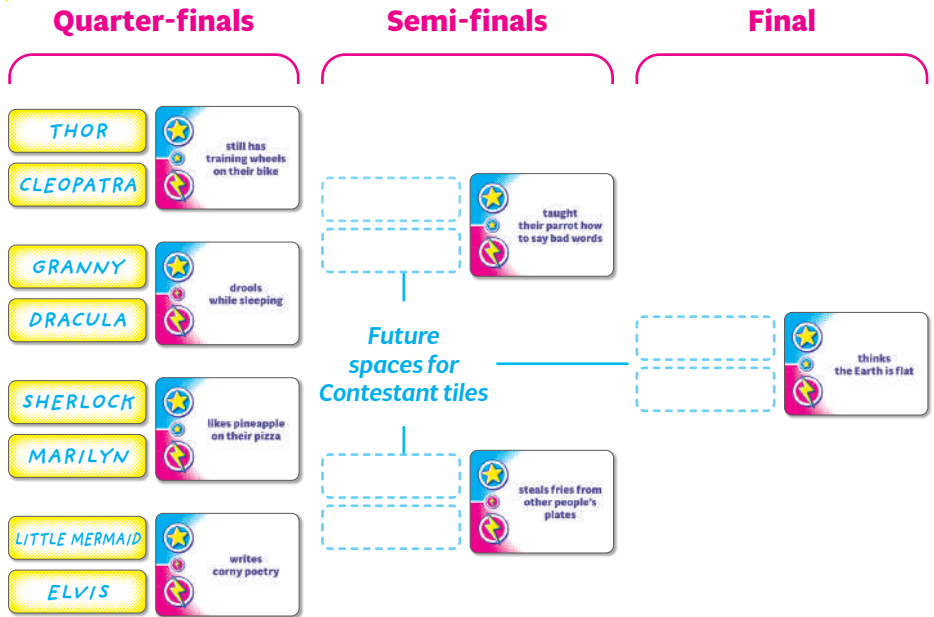 Quarter-finals
Semi-finals
Final
THOR
CLEOPATRA
still has
training wheels
on their bike
GRANNY
DRACULA
drools
while sleeping
SHERLOCK
MARILYN
likes pineapple
on their pizza
LITTLE MERMAID
ELVIS
writes
corny poetry
taught
their parrot how
to say bad words
Future
spaces for
Contestant tiles
steals fries from
other people's
plates
thinks
the Earth is flat